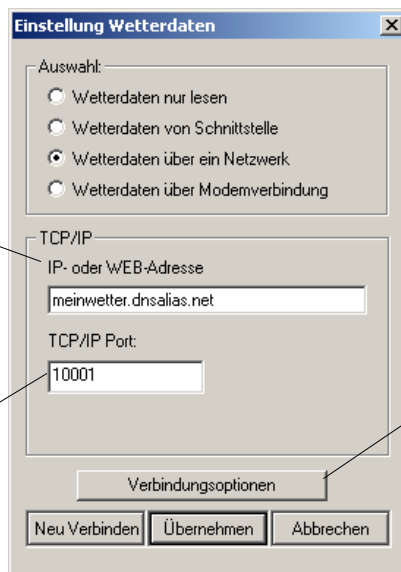 Einstellung Wetterdaten
Auswahl:
Wetterdaten nur lesen
Wetterdaten von Schnittstelle
Wetterdaten über ein Netzwerk
Wetterdaten über Modemverbindung
TCP/IP
IP- oder WEB-Adresse
meinwetter.dnsalias.net
TCP/IP Port:
10001
Verbindungsoptionen
Neu Verbinden Übernehmen Abbrechen